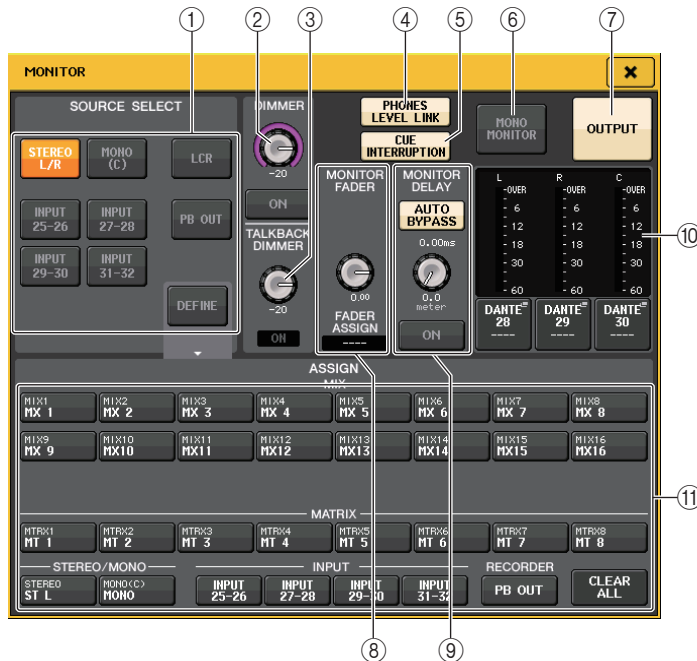 ① ② ③ ④ ⑤ ⑥ ⑦
MONITOR
SOURCE SELECT
STEREO L/R
MONO (C)
LCR
INPUT 25-26
INPUT 27-28
PB OUT
INPUT 29-30
INPUT 31-32
DEFINE
DIMMER
-20
ON
TALKBACK DIMMER
-20
ON
PHONES LEVEL LINK
CUE INTERRUPTION
MONITOR FADER
0.00
FADER ASSIGN
----
MONITOR DELAY
AUTO BYPASS
0.00ms
0.0
meter
ON
MONO MONITOR
OUTPUT
L R C
-OVER -OVER -OVER
- 6 - 6 - 6
- 12 - 12 - 12
- 18 - 18 - 18
- 30 - 30 - 30
- 60 - 60 - 60
⑩
DANTE 28 ----
DANTE 29 ----
DANTE 30 ----
ASSIGN
MIX
MIX1 MIX2 MIX3 MIX4 MIX5 MIX6 MIX7 MIX8
MX 1 MX 2 MX 3 MX 4 MX 5 MX 6 MX 7 MX 8
MIX9 MIX10 MIX11 MIX12 MIX13 MIX14 MIX15 MIX16
MX 9 MX10 MX11 MX12 MX13 MX14 MX15 MX16
⑪
MATRIX
MTRX1 MTRX2 MTRX3 MTRX4 MTRX5 MTRX6 MTRX7 MTRX8
MT 1 MT 2 MT 3 MT 4 MT 5 MT 6 MT 7 MT 8
STEREO/MONO INPUT RECORDER
STEREO ST L
MONO(C) MONO
INPUT 25-26
INPUT 27-28
INPUT 29-30
INPUT 31-32
PB OUT
CLEAR ALL
⑧ ⑨